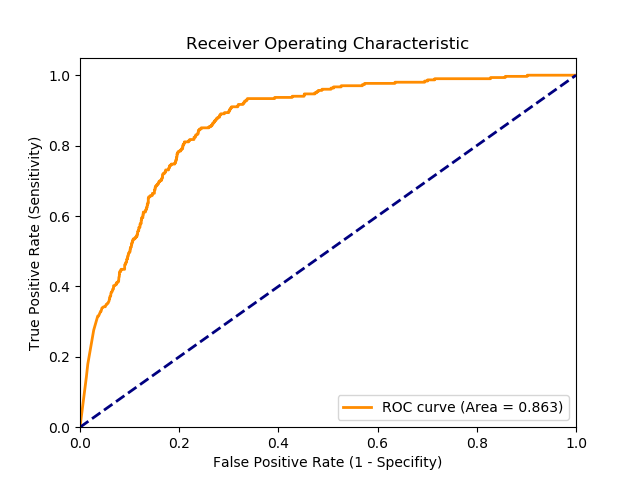 Receiver Operating Characteristic
True Positive Rate (Sensitivity)
1.0
0.8
0.6
0.4
0.2
0.0
ROC curve (Area = 0.863)
0.0 0.2 0.4 0.6 0.8 1.0
False Positive Rate (1 - Specifity)